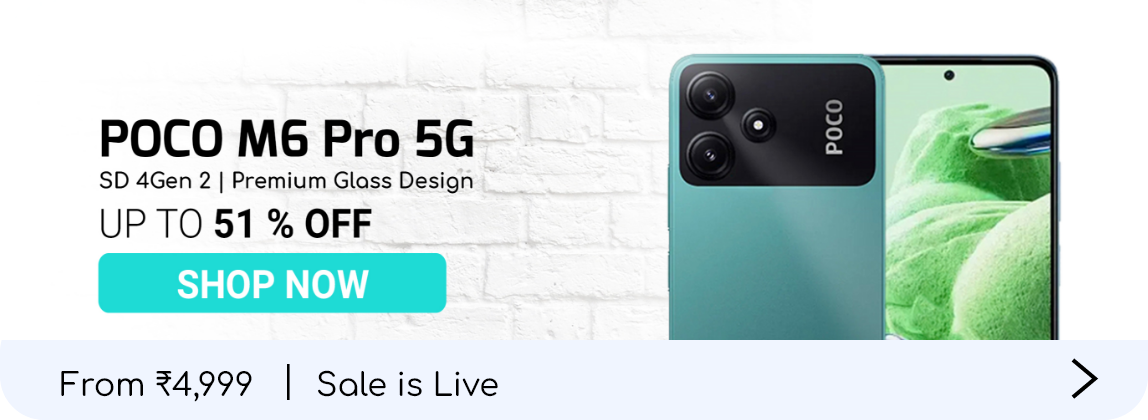 POCO M6 Pro 5G
SD 4Gen 2 | Premium Glass Design
UP TO 51 % OFF
SHOP NOW
POCO
From ₹4,999 | Sale is Live